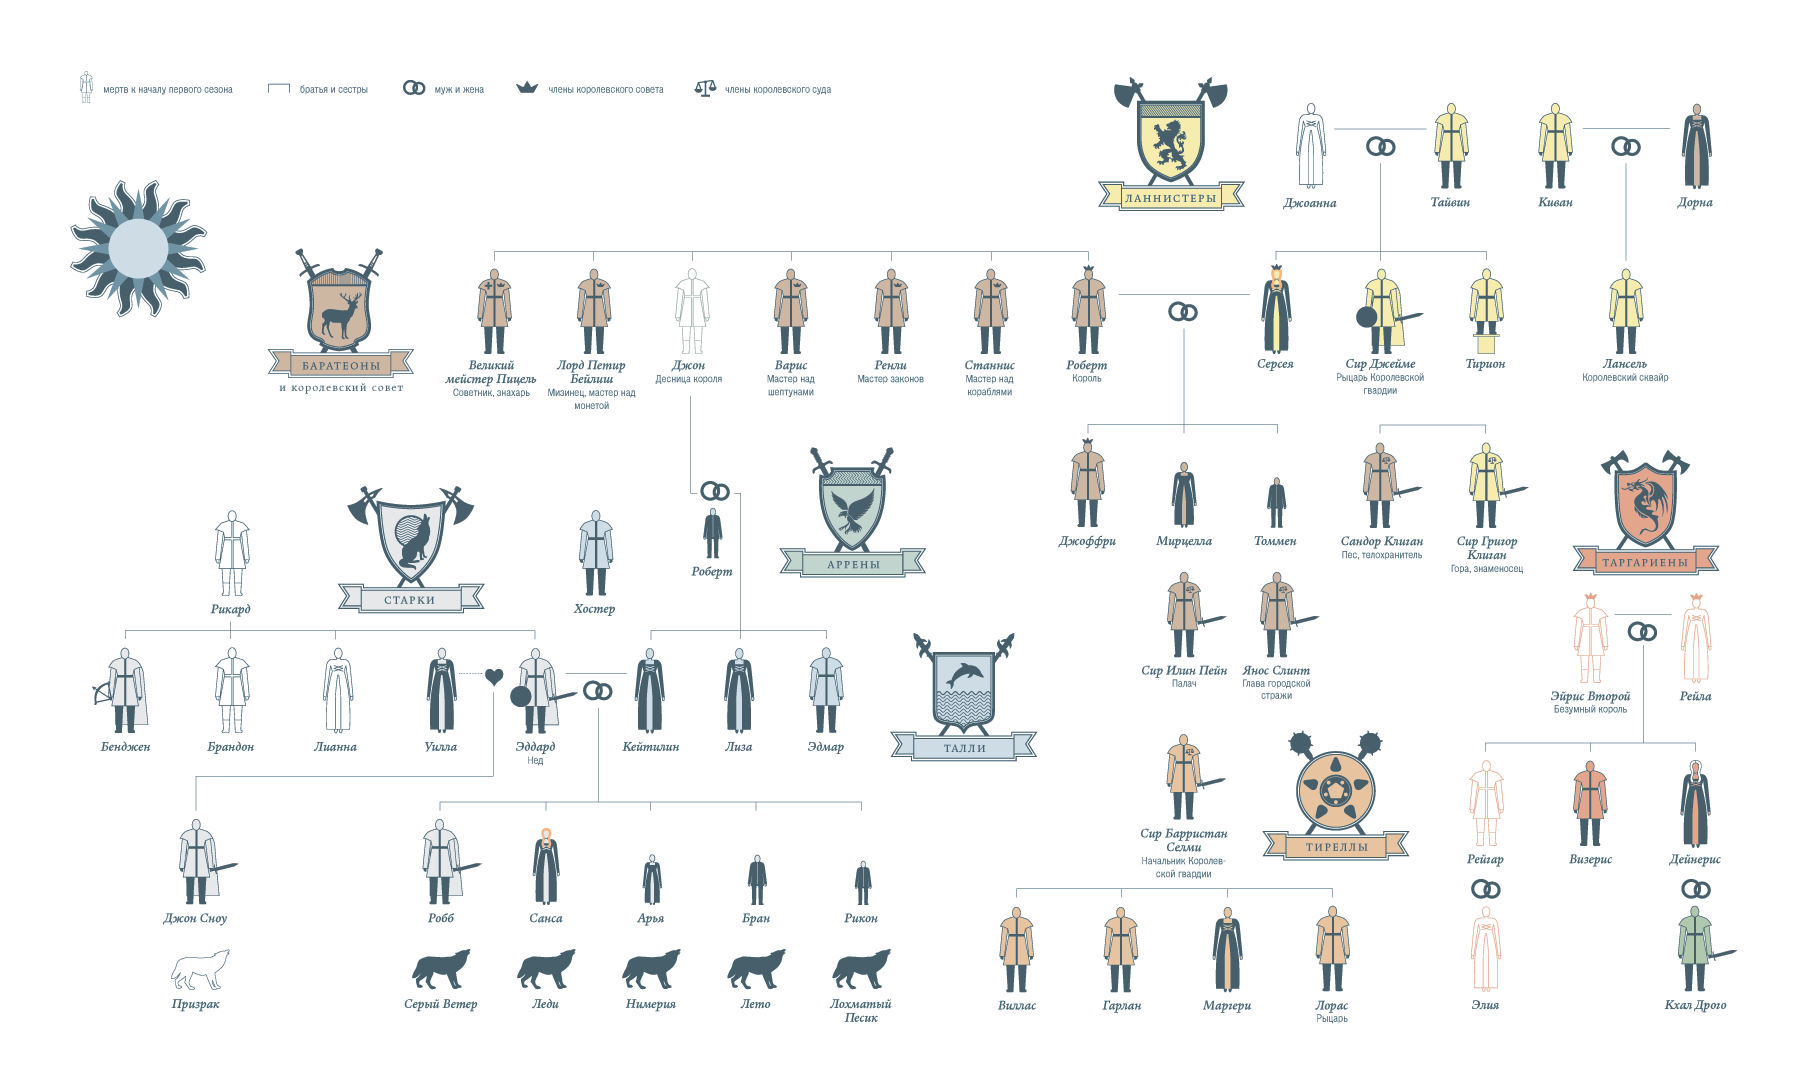 мертв к началу первого сезона
братья и сестры
муж и жена
члены королевского совета
члены королевского суда
ЛАННИСТЕРЫ
Джоанна
Тайвин
Киван
Дорна
БАРАТЕОНЫ
и королевский совет
Великий
мейстер Пицель
Советник, знахарь
Лорд Петир
Бейлиш
Мизинец, мастер над
монетой
Джон
Десница короля
Варис
Мастер над
шептунами
Ренли
Мастер законов
Станнис
Мастер над
кораблями
Роберт
Король
Серсея
Сир Джейме
Рыцарь Королевской
гвардии
Тирион
Лансель
Королевский сквайр
Джоффри
Мирцелла
Томмен
Сандор Клиган
Пес, телохранитель
Сир Григор
Клиган
Гора, знаменосец
ТАРГАРИЕНЫ
СТАРКИ
АРРЕНЫ
Роберт
Рикард
Хостер
Сир Илин Пейн
Палач
Янос Слинт
Глава городской
стражи
Эйрис Второй
Безумный король
Рейла
Бенджен
Брандон
Лианна
Уилла
Эддард
Нед
Кейтилин
Лиза
Эдмар
ТАЛЛИ
Сир Барристан
Селми
Начальник Королев-
ской гвардии
ТИРЕЛЛЫ
Рейгар
Визерис
Дейнерис
Джон Сноу
Робб
Санса
Арья
Бран
Рикон
Призрак
Серый Ветер
Леди
Нимерия
Лето
Лохматый
Песик
Виллас
Гарлан
Маргери
Лорас
Рыцарь
Элия
Кхал Дрого